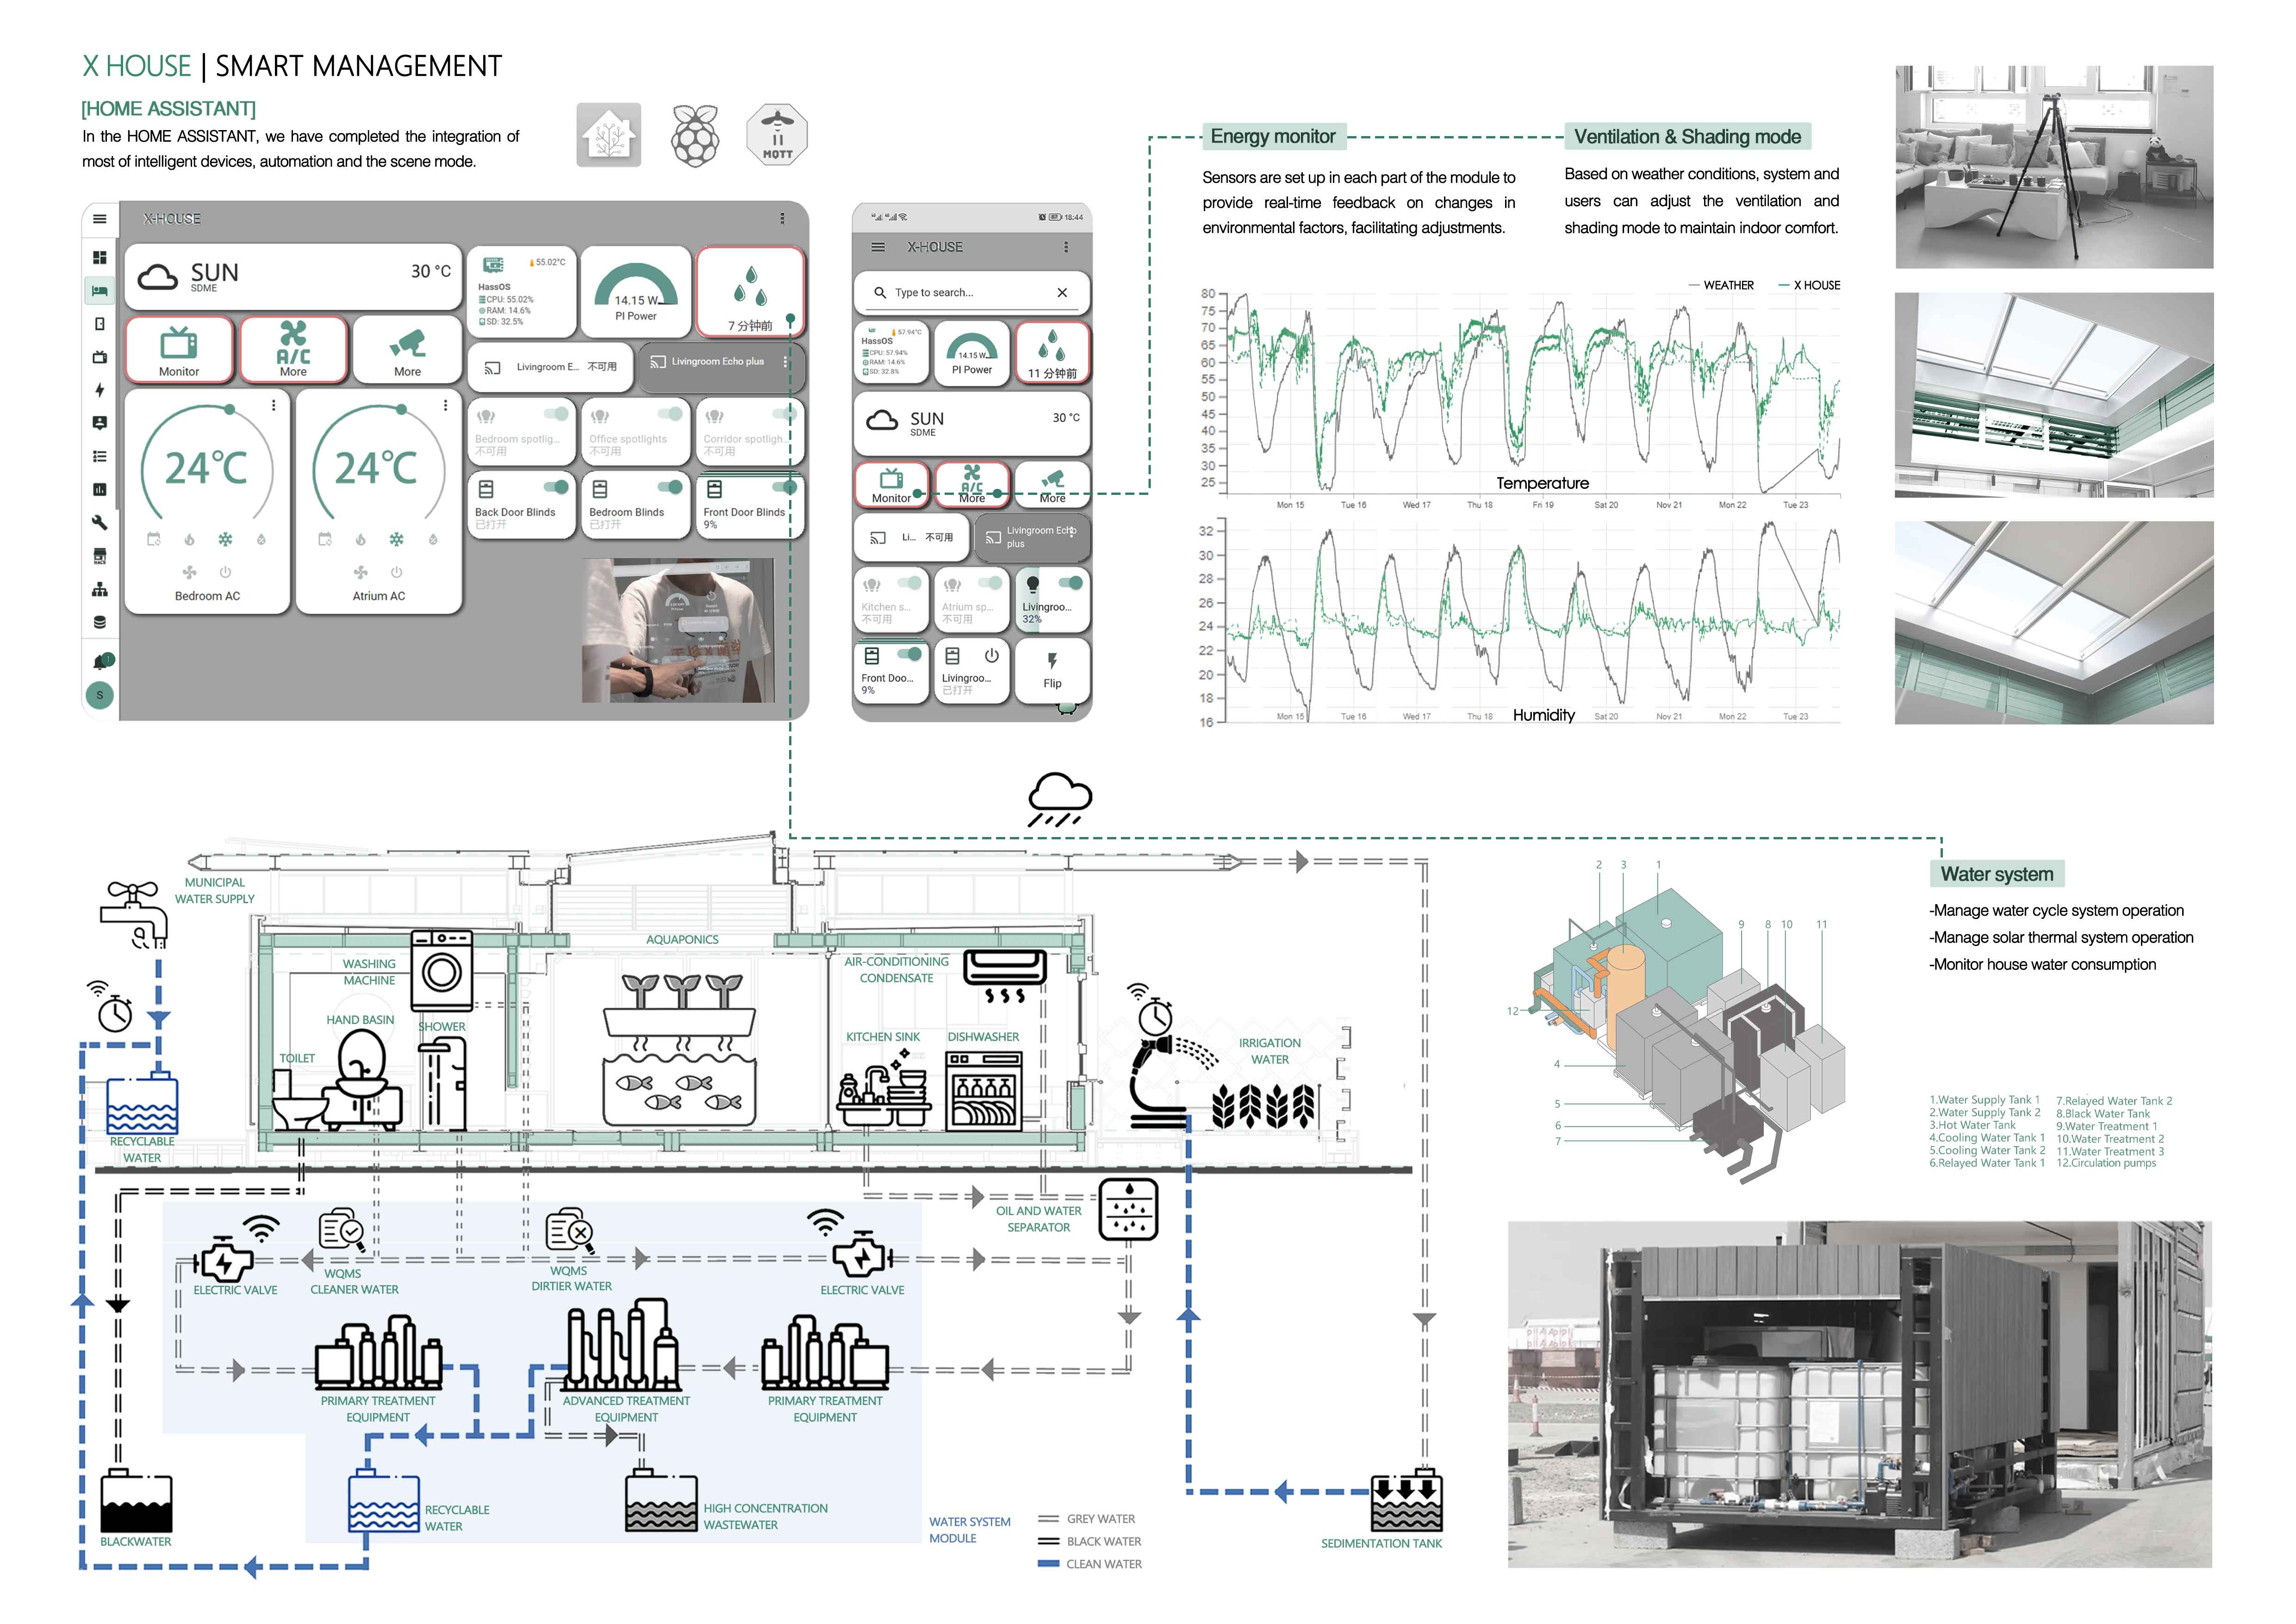 X HOUSE | SMART MANAGEMENT
[HOME ASSISTANT]
In the HOME ASSISTANT, we have completed the integration of
most of intelligent devices, automation and the scene mode.
MQTT
X-HOUSE
SUN
SDME
30 °C
55.02°C
HassOS
CPU: 55.02%
RAM: 14.6%
SD: 32.5%
14.15 W
PI Power
7 分钟前
Monitor
A/C
More
More
Livingroom E... 不可用
Livingroom Echo plus
24°C
Bedroom AC
24°C
Atrium AC
Bedroom spotlig...
不可用
Office spotlights
不可用
Corridor spotligh...
不可用
Back Door Blinds
已打开
Bedroom Blinds
已打开
Front Door Blinds
9%
HACS
1
S
18:44
X-HOUSE
Type to search...
57.94°C
HassOS
CPU: 57.94%
RAM: 14.6%
SD: 32.8%
14.15 W
PI Power
11 分钟前
SUN
SDME
30 °C
Monitor
A/C
More
More
Li... 不可用
Livingroom Echo
plus
Kitchen s...
不可用
Atrium sp...
不可用
Livingroo...
32%
Front Doo...
9%
Livingroo...
已打开
Flip
Energy monitor
Sensors are set up in each part of the module to
provide real-time feedback on changes in
environmental factors, facilitating adjustments.
Ventilation & Shading mode
Based on weather conditions, system and
users can adjust the ventilation and
shading mode to maintain indoor comfort.
WEATHER
X HOUSE
80
75
70
65
60
55
50
45
40
35
30
25
Temperature
Mon 15 Tue 16 Wed 17 Thu 18 Fri 19 Sat 20 Nov 21 Mon 22 Tue 23
32
30
28
26
24
22
20
18
16
Mon 15 Tue 16 Wed 17 Thu 18 Humidity Sat 20 Nov 21 Mon 22 Tue 23
MUNICIPAL
WATER SUPPLY
WASHING
MACHINE
HAND BASIN
SHOWER
TOILET
AQUAPONICS
AIR-CONDITIONING
CONDENSATE
KITCHEN SINK
DISHWASHER
IRRIGATION
WATER
RECYCLABLE
WATER
OIL AND WATER
SEPARATOR
ELECTRIC VALVE
WQMS
CLEANER WATER
WQMS
DIRTIER WATER
ELECTRIC VALVE
PRIMARY TREATMENT
EQUIPMENT
ADVANCED TREATMENT
EQUIPMENT
PRIMARY TREATMENT
EQUIPMENT
BLACKWATER
RECYCLABLE
WATER
HIGH CONCENTRATION
WASTEWATER
WATER SYSTEM
MODULE
GREY WATER
BLACK WATER
CLEAN WATER
SEDIMENTATION TANK
2 3 1
9 8 10 11
12
4
5
6
7
Water system
-Manage water cycle system operation
-Manage solar thermal system operation
-Monitor house water consumption
1.Water Supply Tank 1
2.Water Supply Tank 2
3.Hot Water Tank
4.Cooling Water Tank 1
5.Cooling Water Tank 2
6.Relayed Water Tank 1
7.Relayed Water Tank 2
8.Black Water Tank
9.Water Treatment 1
10.Water Treatment 2
11.Water Treatment 3
12.Circulation pumps